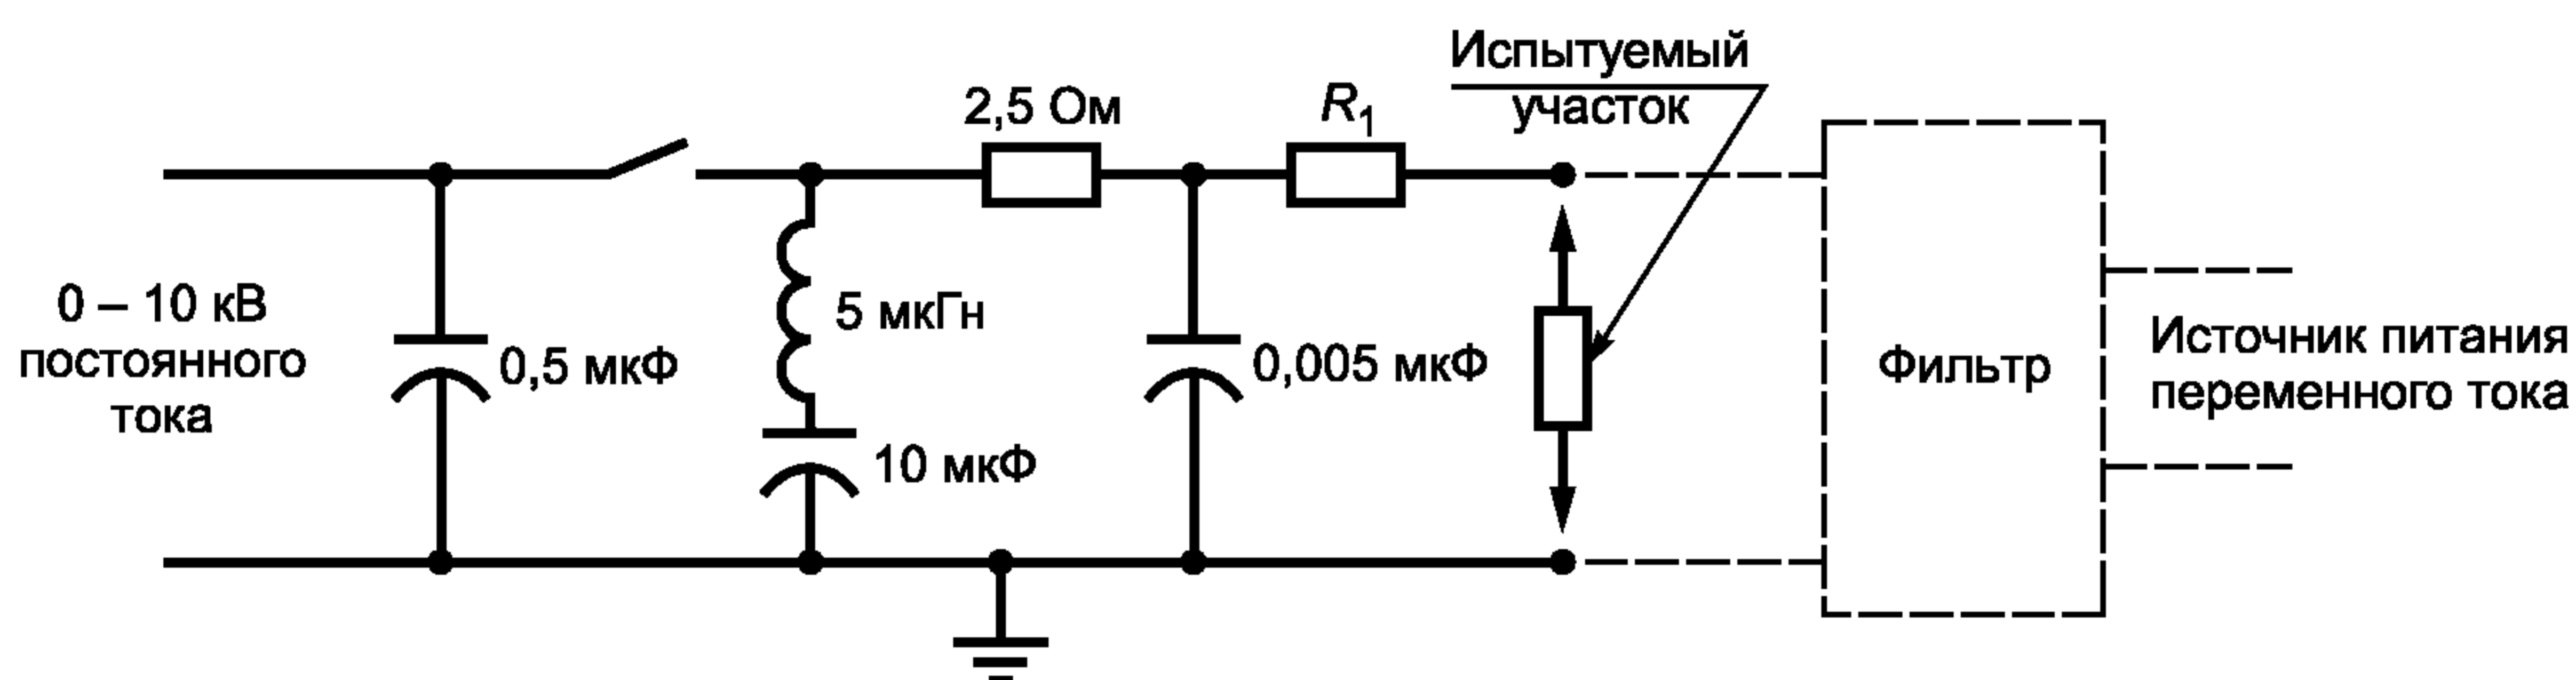 Испытуемый
участок
2,5 Ом
R1
0 – 10 кВ
постоянного
тока
0,5 мкФ
5 мкГн
10 мкФ
0,005 мкФ
Фильтр
Источник питания
переменного тока